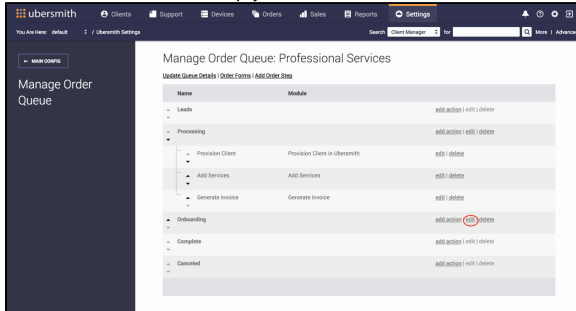 ubersmith Clients Support Devices Orders Sales Reports Settings
You Are Here: default / Ubersmith Settings Search Client Manager for More | Advance
← MAIN CONFIG
Manage Order
Queue
Manage Order Queue: Professional Services
Update Queue Details | Order Forms | Add Order Step
Name Module
Leads add action | edit | delete
Processing add action | edit | delete
Provision Client Provision Client in Ubersmith edit | delete
Add Services Add Services edit | delete
Generate Invoice Generate Invoice edit | delete
Onboarding add action | edit | delete
Complete add action | edit | delete
Canceled add action | edit | delete